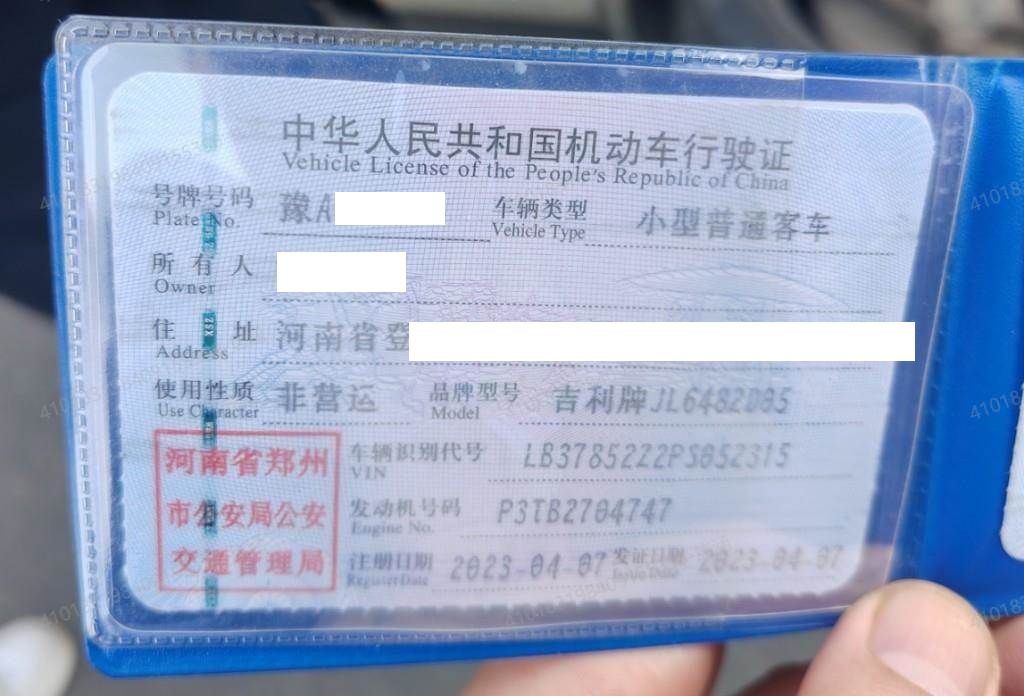 中华人民共和国机动车行驶证
Vehicle License of the People's Republic of China
号牌号码 豫A 车辆类型 小型普通客车
Plate No. Vehicle Type
所有人
Owner
住址 河南省登
Address
使用性质 非营运 品牌型号 吉利牌JL6482D85
Use Character Model
河南省郑州 车辆识别代号 LB3785222PS052315
VIN
市公安局公安 发动机号码 P3TB2704747
Engine No.
交通管理局 注册日期 2023-04-07 发证日期 2023-04-07
Register Date Issue Date